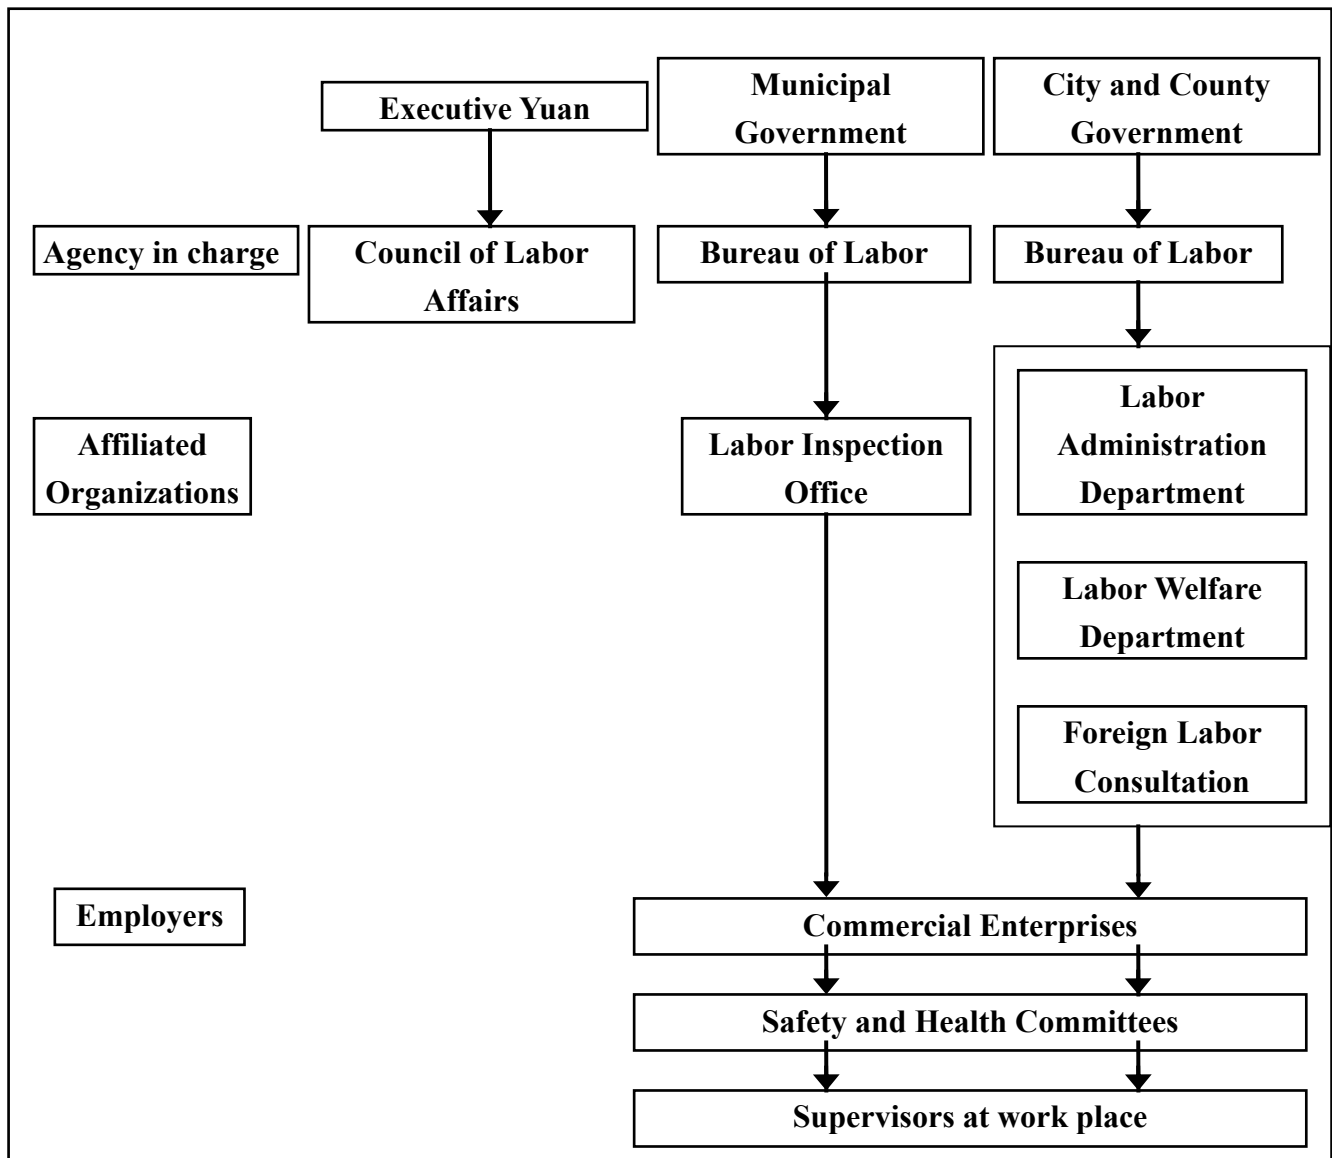 Executive Yuan
Municipal
Government
City and County
Government
Agency in charge
Council of Labor
Affairs
Bureau of Labor
Bureau of Labor
Affiliated
Organizations
Labor Inspection
Office
Labor
Administration
Department
Labor Welfare
Department
Foreign Labor
Consultation
Employers
Commercial Enterprises
Safety and Health Committees
Supervisors at work place